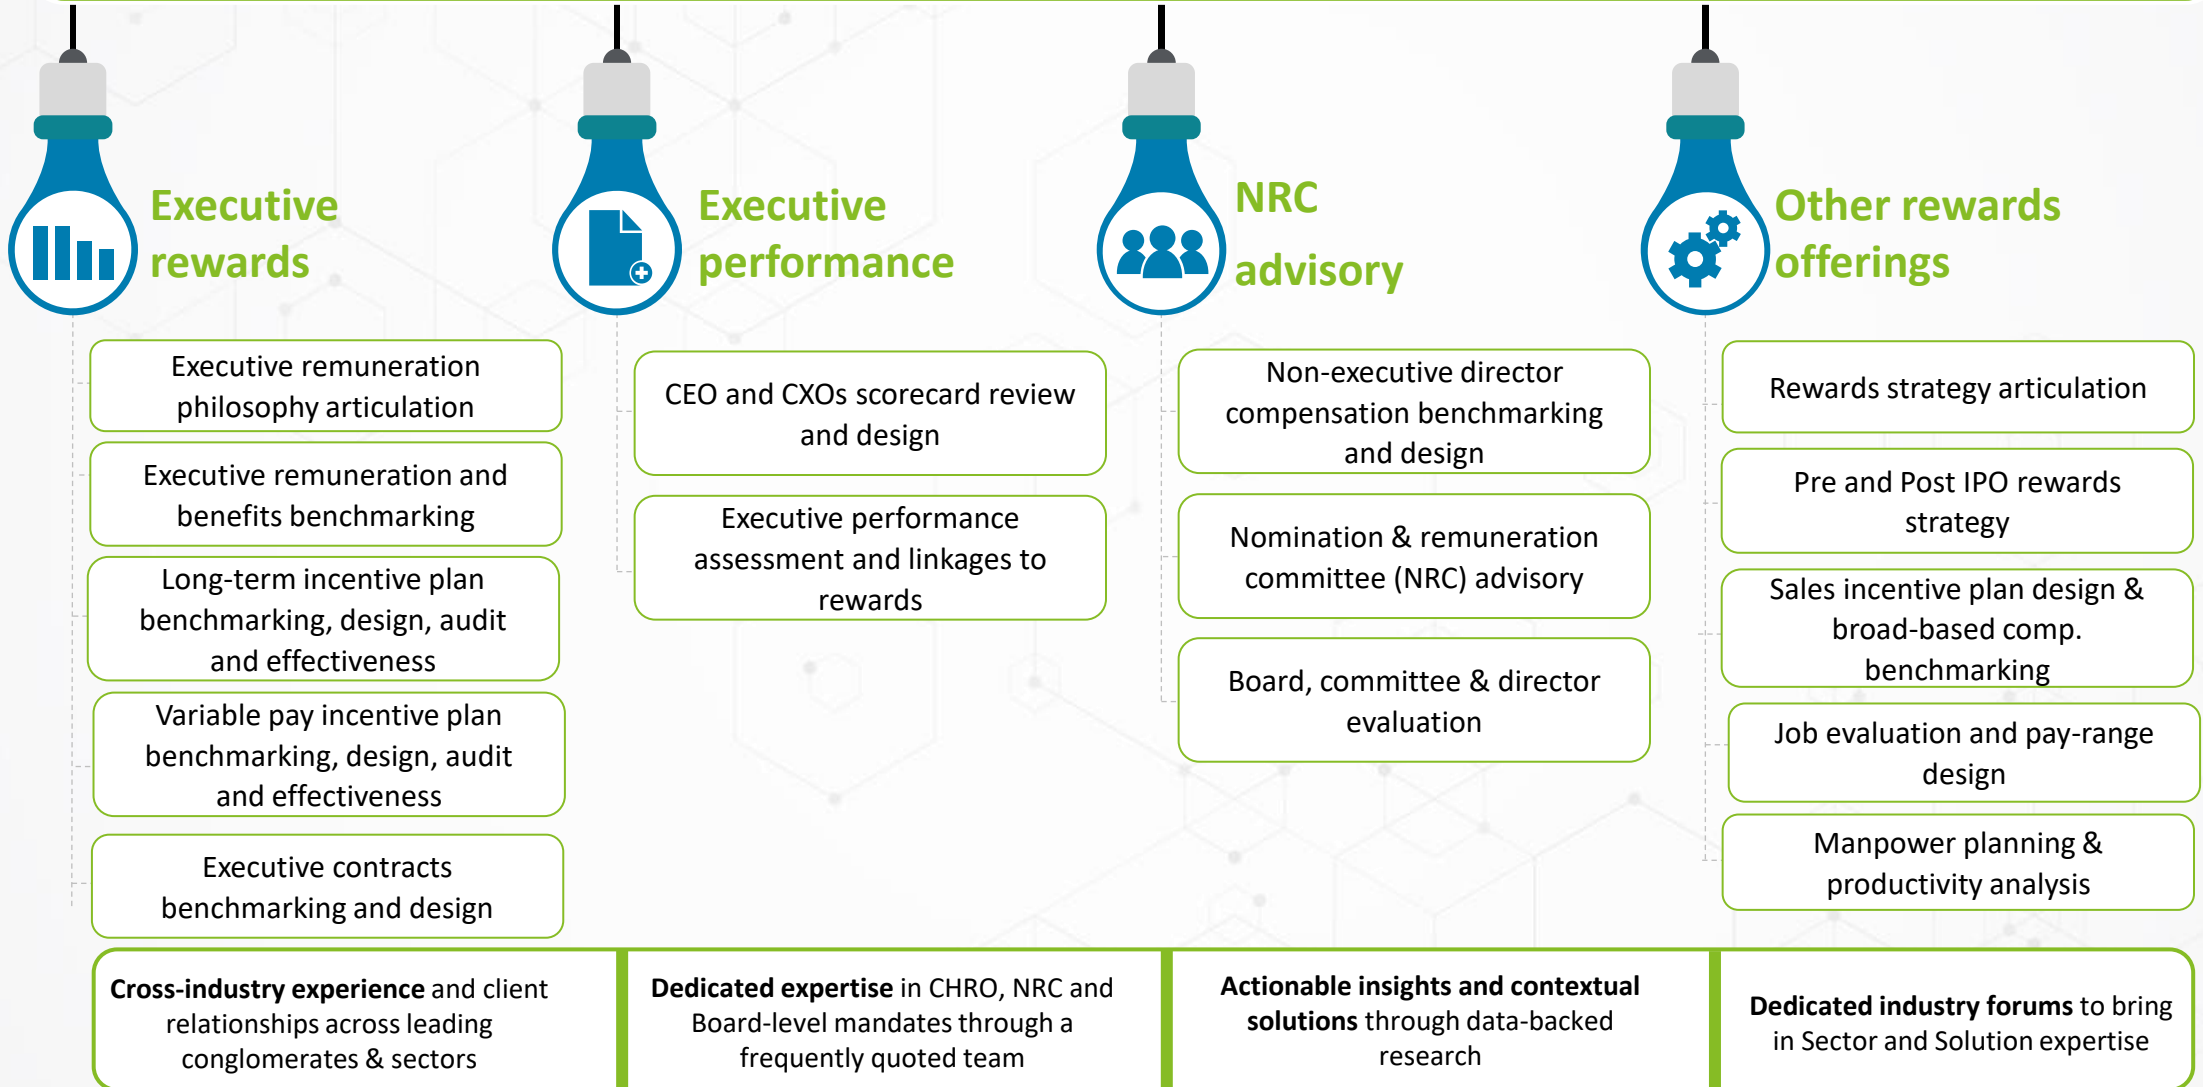 Executive
rewards
Executive remuneration
philosophy articulation
Executive remuneration and
benefits benchmarking
Long-term incentive plan
benchmarking, design, audit
and effectiveness
Variable pay incentive plan
benchmarking, design, audit
and effectiveness
Executive contracts
benchmarking and design
Executive
performance
CEO and CXOs scorecard review
and design
Executive performance
assessment and linkages to
rewards
NRC
advisory
Non-executive director
compensation benchmarking
and design
Nomination & remuneration
committee (NRC) advisory
Board, committee & director
evaluation
Other rewards
offerings
Rewards strategy articulation
Pre and Post IPO rewards
strategy
Sales incentive plan design &
broad-based comp.
benchmarking
Job evaluation and pay-range
design
Manpower planning &
productivity analysis
Cross-industry experience and client
relationships across leading
conglomerates & sectors
Dedicated expertise in CHRO, NRC and
Board-level mandates through a
frequently quoted team
Actionable insights and contextual
solutions through data-backed
research
Dedicated industry forums to bring
in Sector and Solution expertise